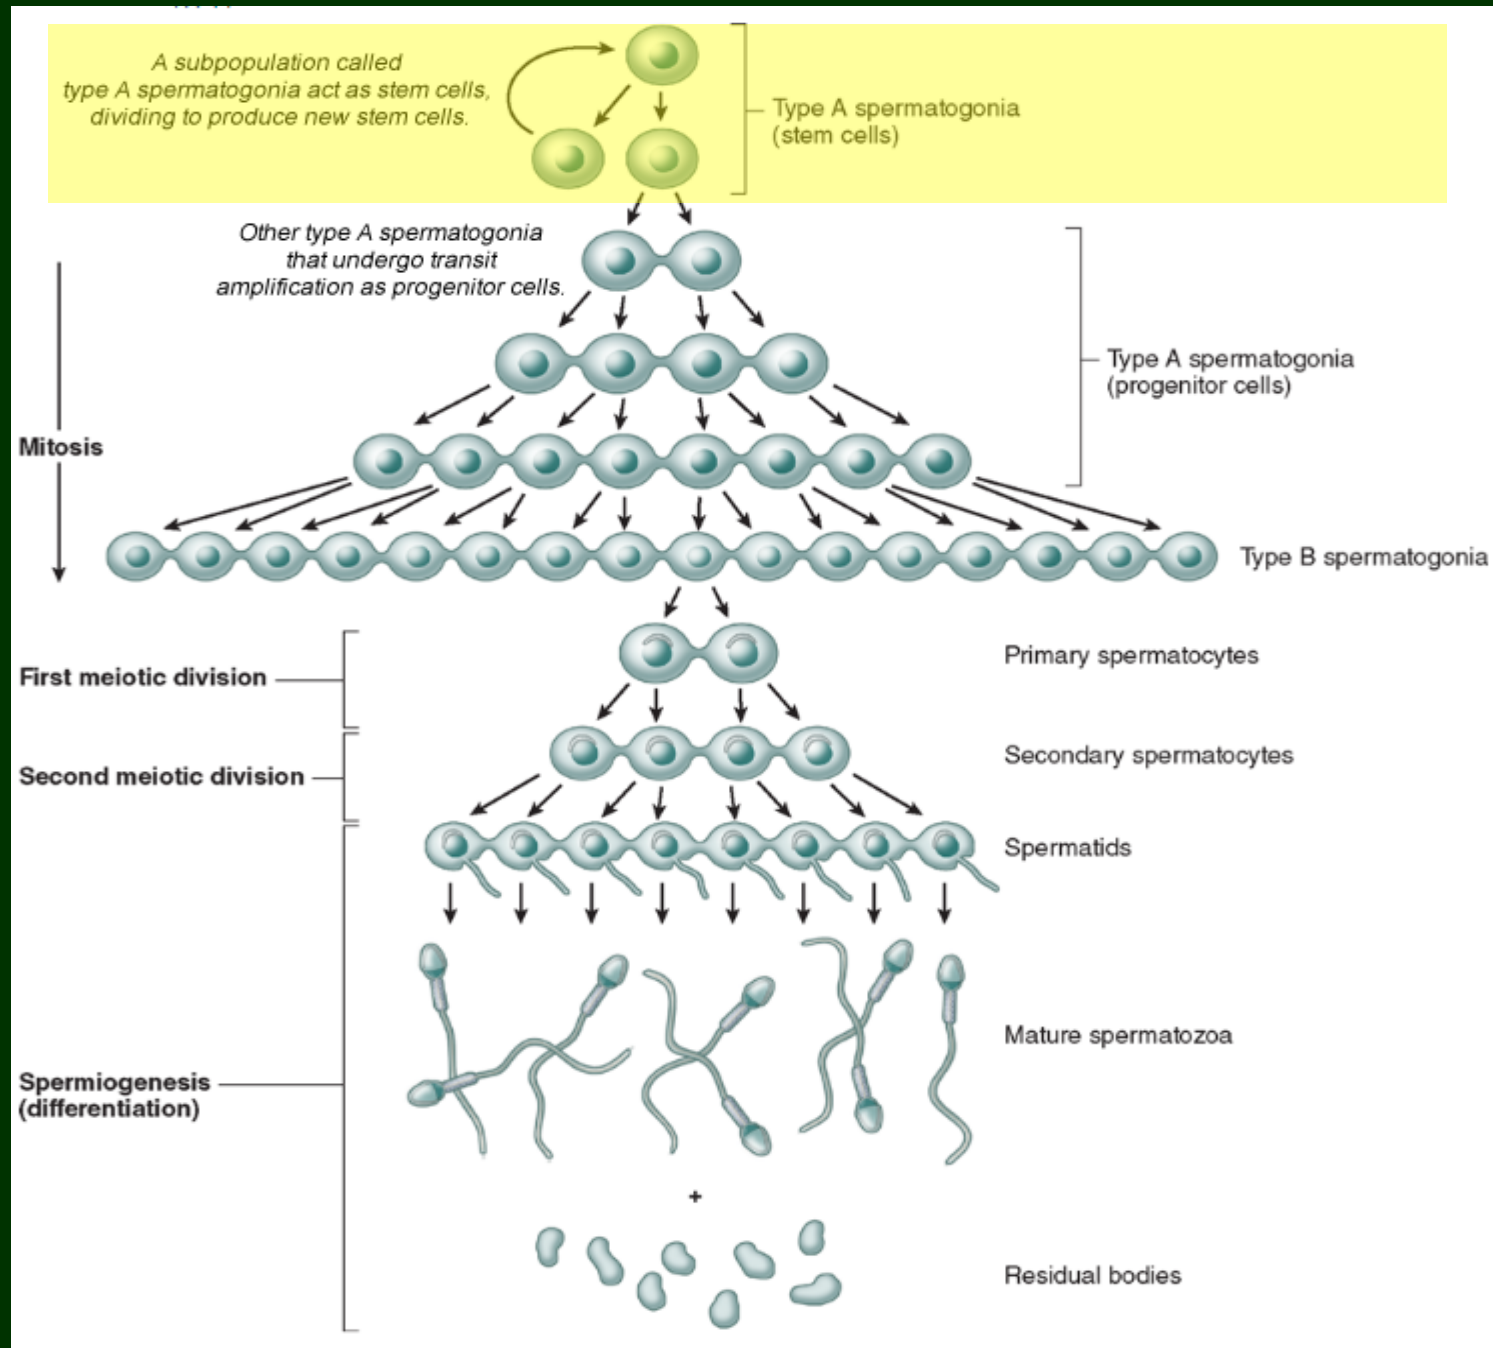 A subpopulation called
type A spermatogonia act as stem cells,
dividing to produce new stem cells.
Type A spermatogonia
(stem cells)
Other type A spermatogonia
that undergo transit
amplification as progenitor cells.
Type A spermatogonia
(progenitor cells)
Mitosis
Type B spermatogonia
Primary spermatocytes
First meiotic division
Secondary spermatocytes
Second meiotic division
Spermatids
Mature spermatozoa
Spermiogenesis
(differentiation)
+
Residual bodies